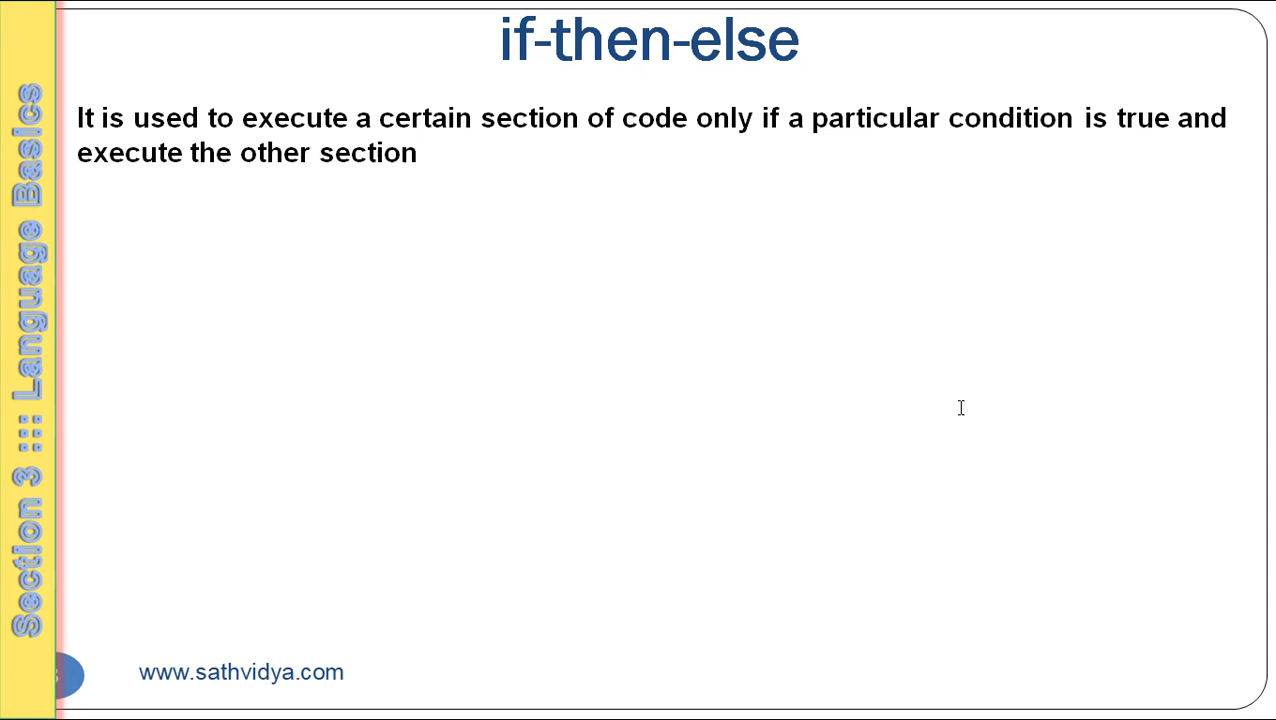 if-then-else
It is used to execute a certain section of code only if a particular condition is true and
execute the other section
Section 3 ::: Language Basics
www.sathvidya.com